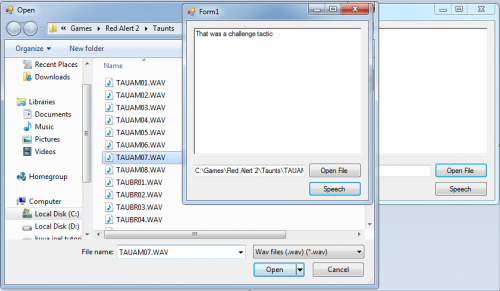 Open
Games
Red Alert 2
Taunts
Organize
New folder
Recent Places
Downloads
Libraries
Documents
Music
Pictures
Videos
Homegroup
Computer
Local Disk (C:)
Local Disk (D:)
Name
TAUAM01.WAV
TAUAM02.WAV
TAUAM03.WAV
TAUAM04.WAV
TAUAM05.WAV
TAUAM06.WAV
TAUAM07.WAV
TAUAM08.WAV
TAUBR01.WAV
TAUBR02.WAV
TAUBR03.WAV
TAUBR04.WAV
File name:
TAUAM07.WAV
Wav files (.wav) (*.wav)
Open
Cancel
Form1
That was a challenge tactic
C:\Games\Red Alert 2\Taunts\TAUAM
Open File
Speech
Open File
Speech